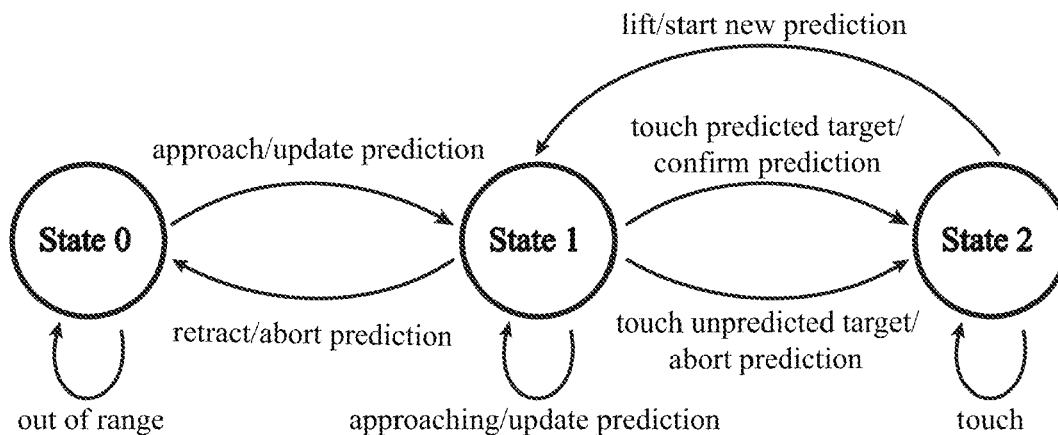 lift/start new prediction
approach/update prediction
touch predicted target/
confirm prediction
State 0
State 1
State 2
retract/abort prediction
touch unpredicted target/
abort prediction
out of range
approaching/update prediction
touch